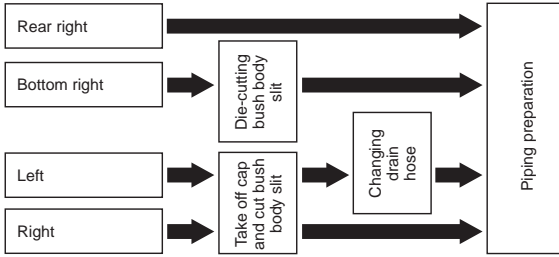 Rear right
Bottom right
Die-cutting
bush body
slit
Left
Right
Take off cap
and cut bush
body slit
Changing
drain
hose
Piping preparation